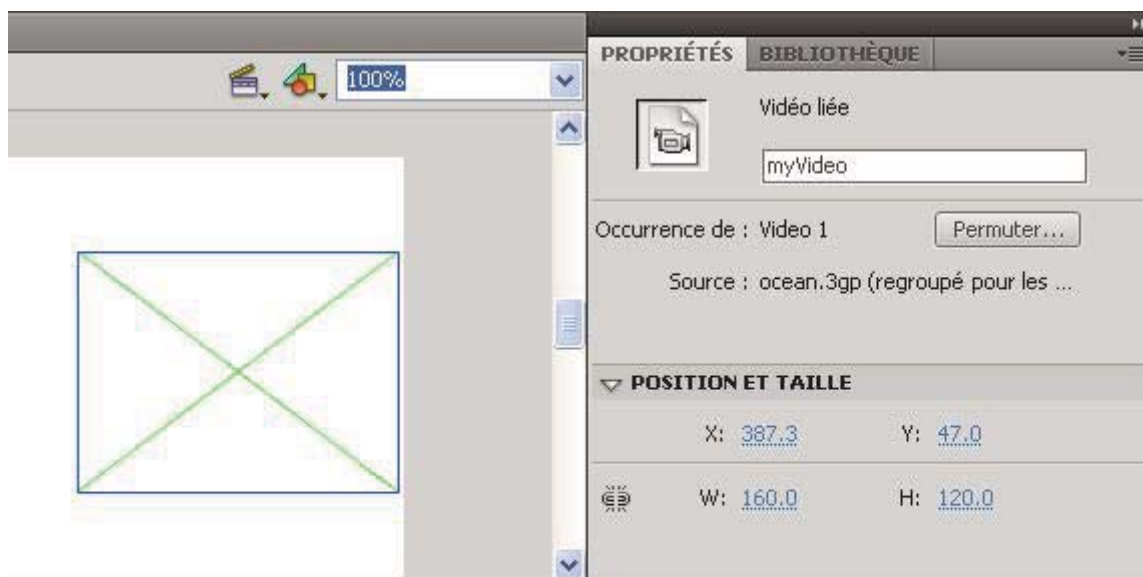 100%
PROPRIÉTÉS BIBLIOTHÈQUE
Vidéo liée
myVideo
Occurrence de : Video 1 Permuter...
Source : ocean.3gp (regroupé pour les ...
POSITION ET TAILLE
X: 387.3 Y: 47.0
W: 160.0 H: 120.0